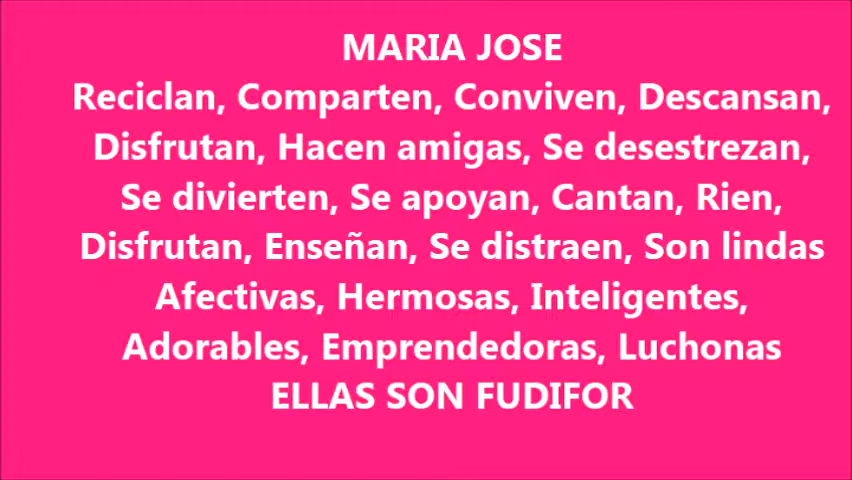 MARIA JOSE
Reciclan, Comparten, Conviven, Descansan,
Disfrutan, Hacen amigas, Se desestrezan,
Se divierten, Se apoyan, Cantan, Rien,
Disfrutan, Enseñan, Se distraen, Son lindas
Afectivas, Hermosas, Inteligentes,
Adorables, Emprendedoras, Luchonas
ELLAS SON FUDIFOR